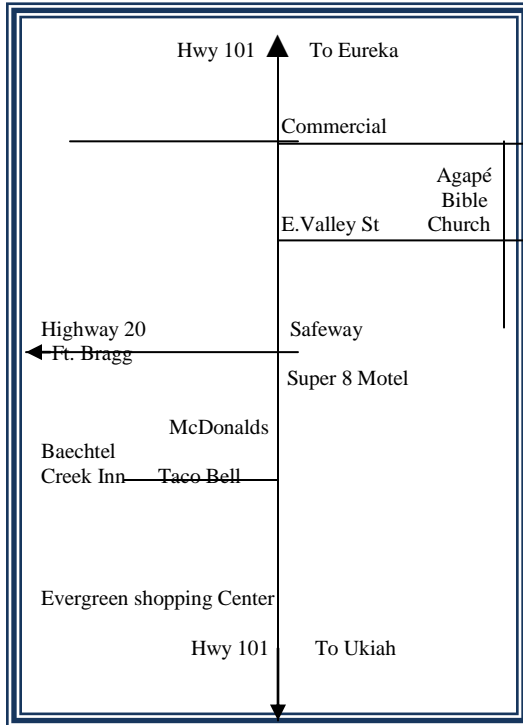 Hwy 101 To Eureka
Commercial
Agapé
Bible
E.Valley St Church
Highway 20 Safeway
Ft. Bragg
Super 8 Motel
McDonalds
Baechtel
Creek Inn Taco Bell
Evergreen shopping Center
Hwy 101 To Ukiah